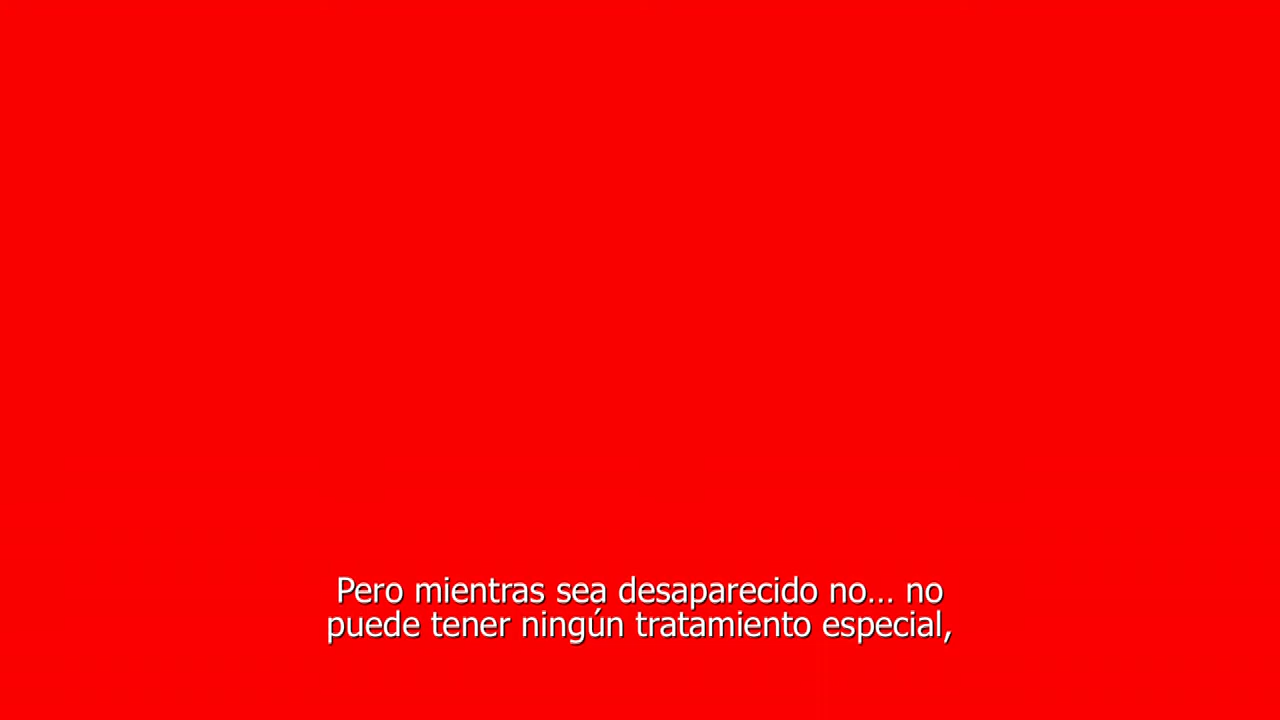 Pero mientras sea desaparecido no... no
puede tener ningún tratamiento especial,